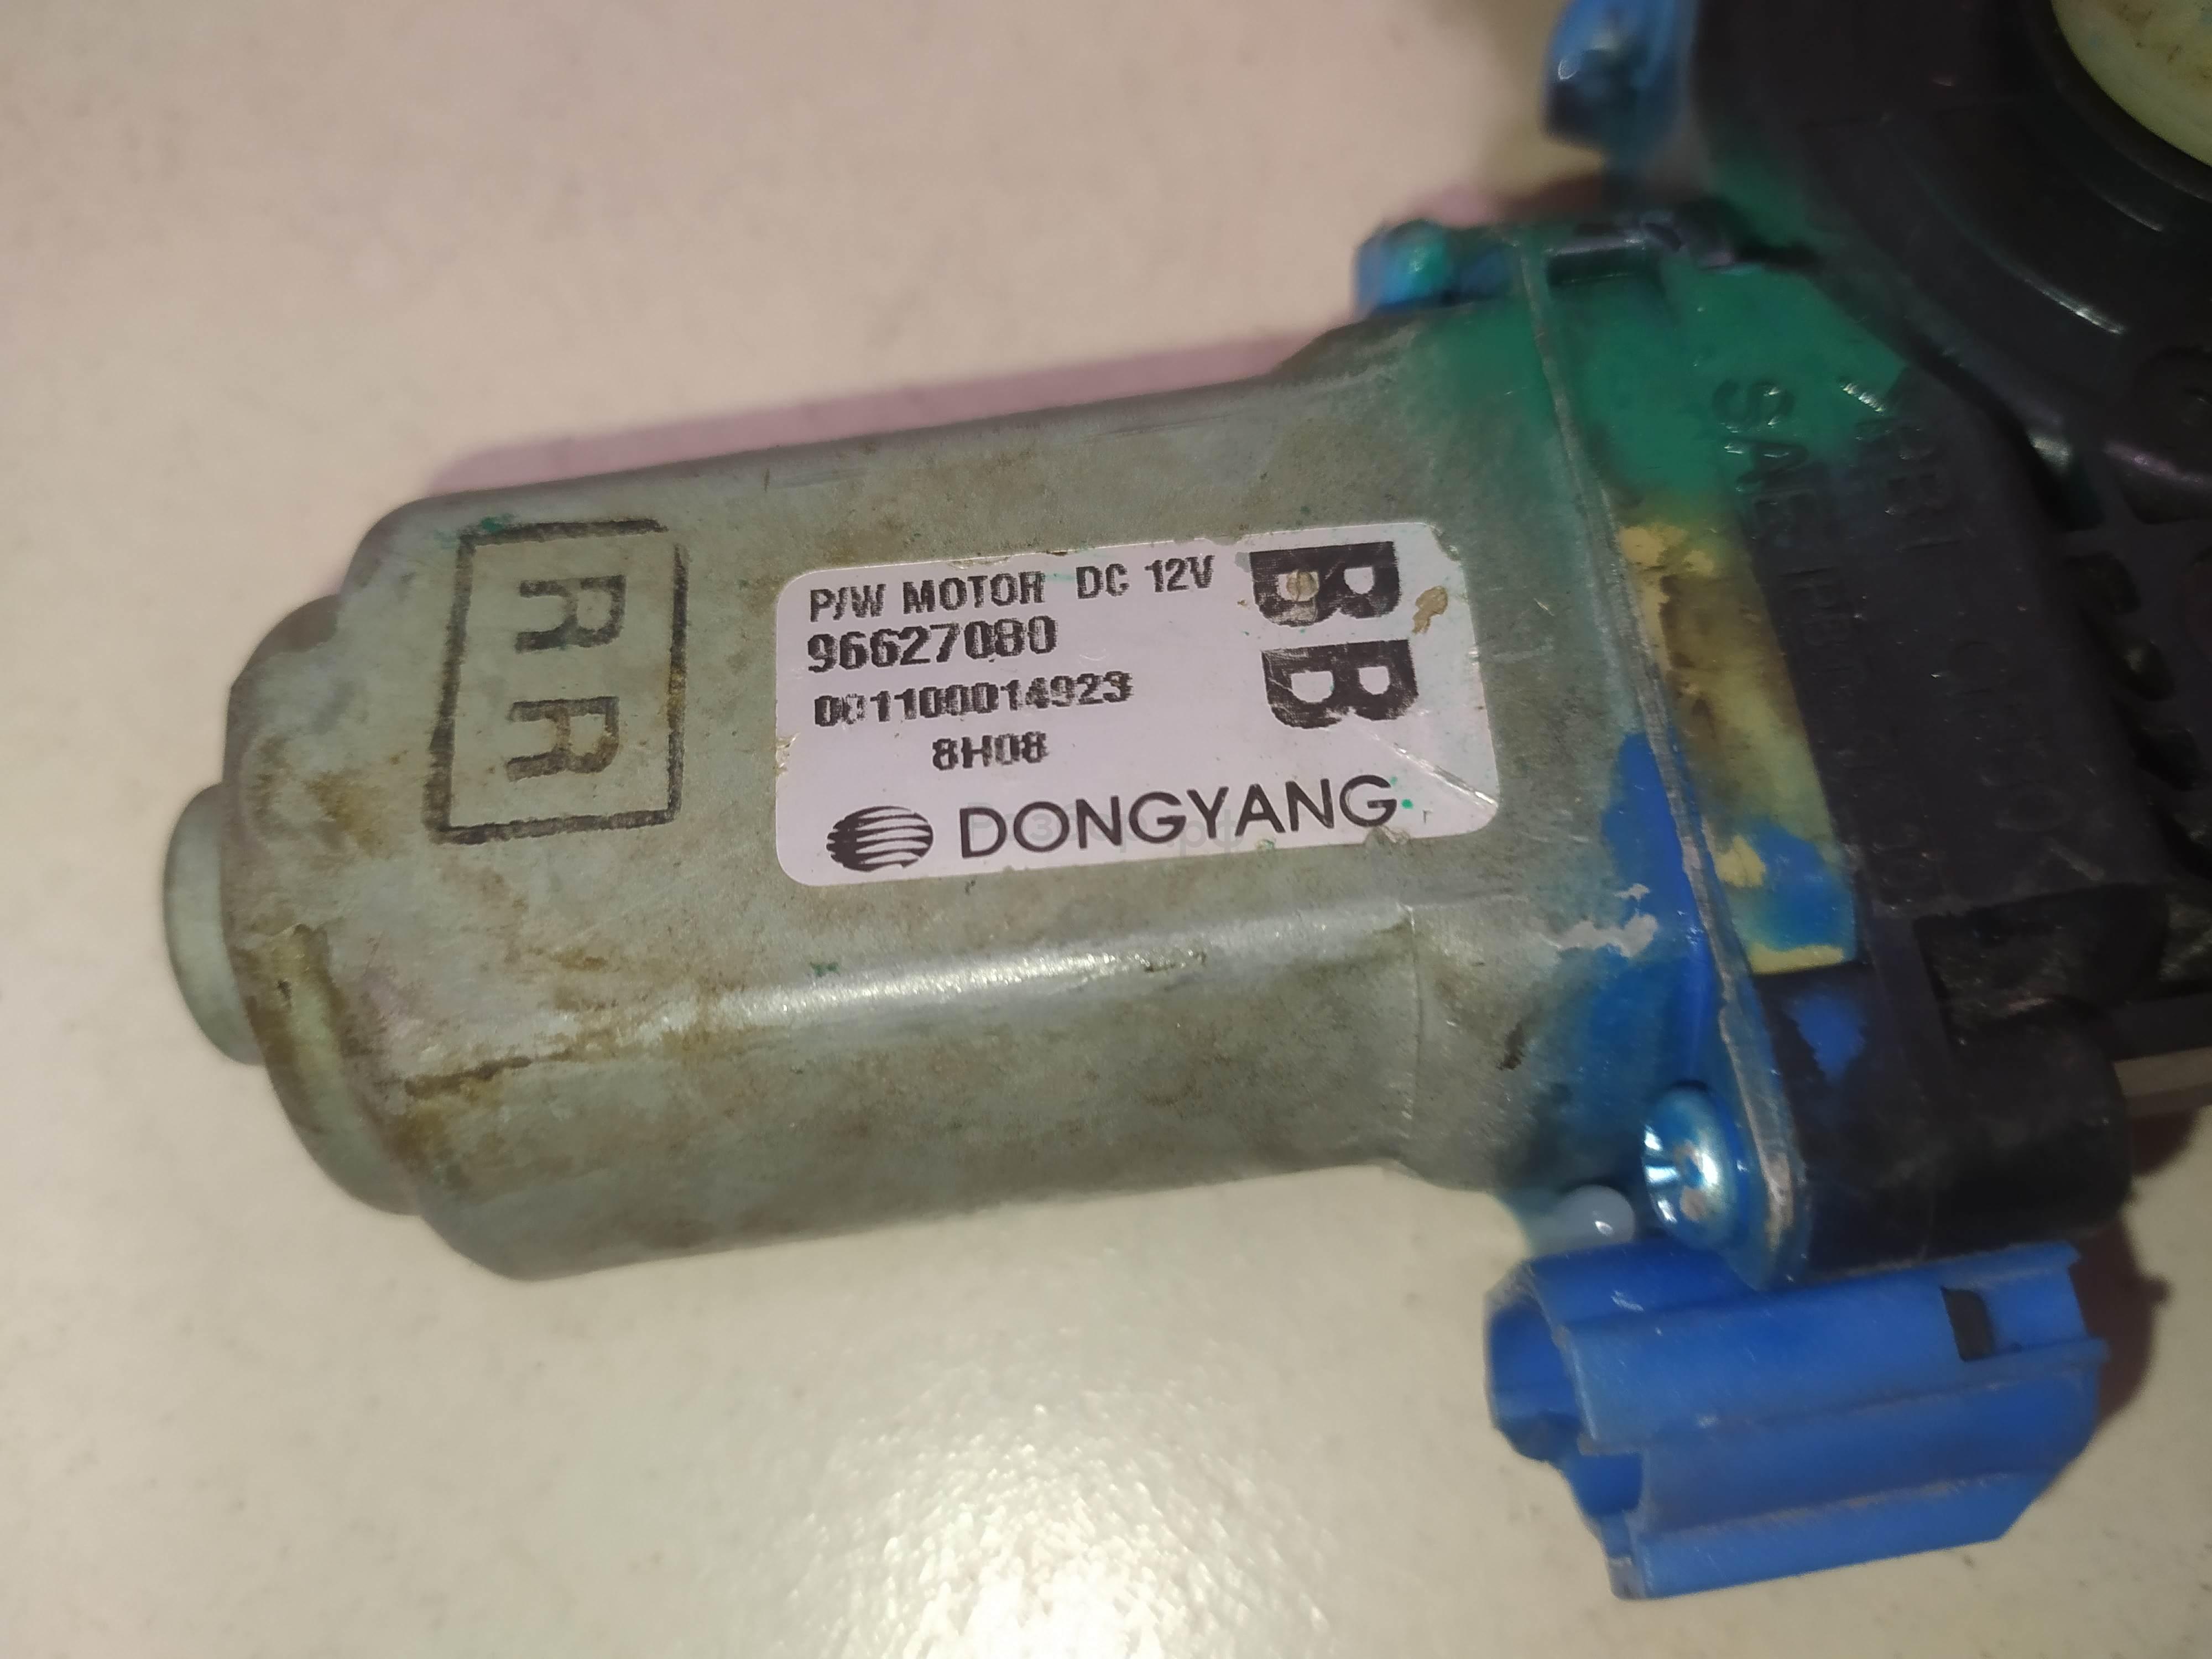 RR
P/W MOTOR DC 12V
96627080
001100014923
8H08
BB
DONGYANG